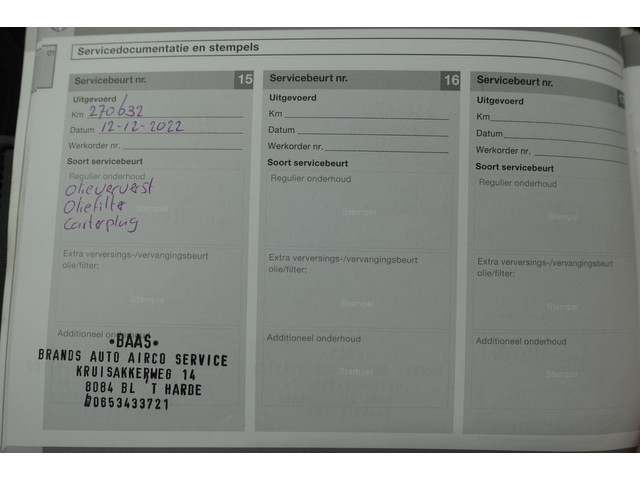 01
Servicedocumentatie en stempels
Servicebeurt nr. 15
Uitgevoerd
Km 270632
Datum 12-12-2022
Werkorder nr.
Soort servicebeurt
Regulier onderhoud
Olieververst
Oliefilter
Carterplug
Extra verversings-/vervangingsbeurt
olie/filter:
Stempel
Additioneel onderhoud
•BAAS•
BRANDS AUTO AIRCO SERVICE
KRUISAKKERWEG 14
8084 BL 'T HARDE
0653433721
Servicebeurt nr. 16
Uitgevoerd
Km
Datum
Werkorder nr.
Soort servicebeurt
Regulier onderhoud
Stempel
Extra verversings-/vervangingsbeurt
olie/filter:
Stempel
Additioneel onderhoud
Stempel
Servicebeurt nr.
Uitgevoerd
Km
Datum
Werkorder nr.
Soort servicebeurt
Regulier onderhoud
Stempel
Extra verversings-/vervangings
olie/filter:
Stempel
Additioneel onderhoud
Stempel